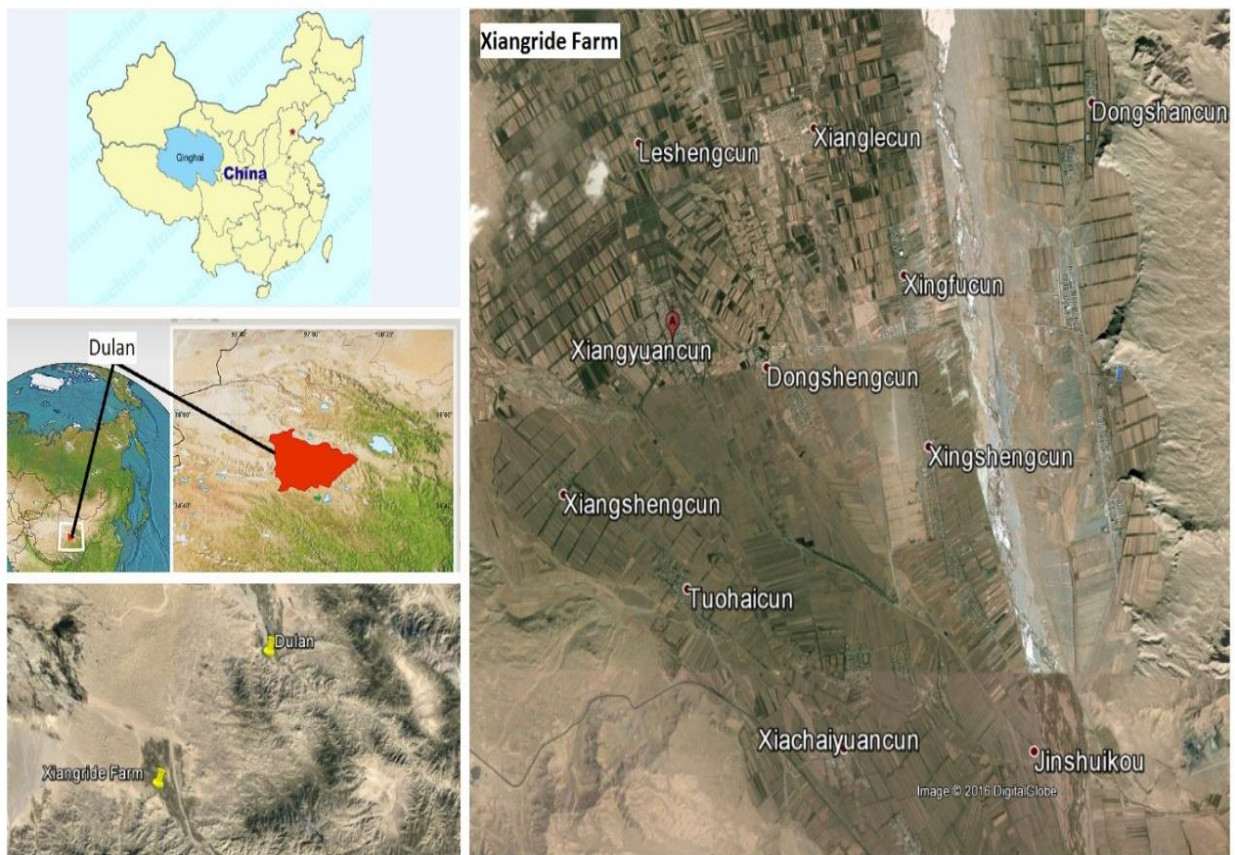 Qinghai
China
Dulan
Dulan
Xiangride Farm
Xiangride Farm
Dongshancun
Leshengcun
Xianglecun
Xingfucun
A
Xiangyuancun
Dongshengcun
Xingshengcun
Xiangshengcun
Tuohaicun
Xiachaiyuancun
Jinshuikou
Image © 2016 DigitalGlobe